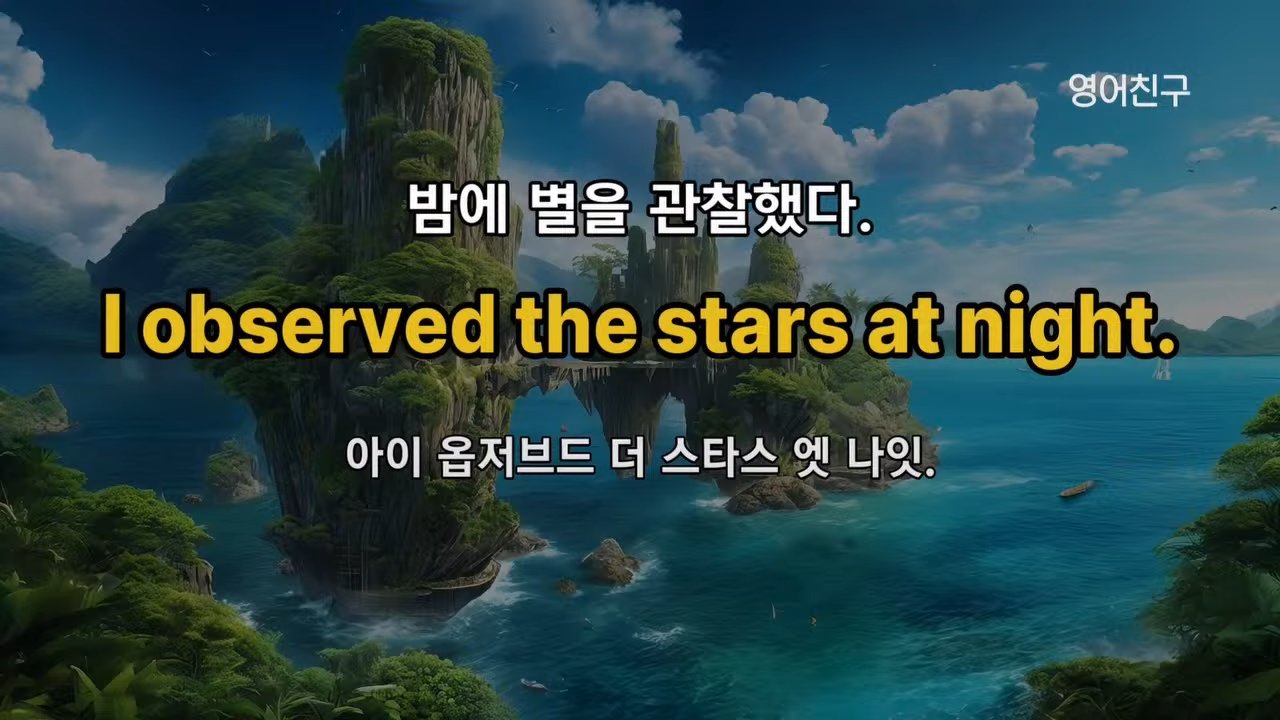 영어친구
밤에 별을 관찰했다.
I observed the stars at night.
아이 옵저브드 더 스타스 엣 나잇.